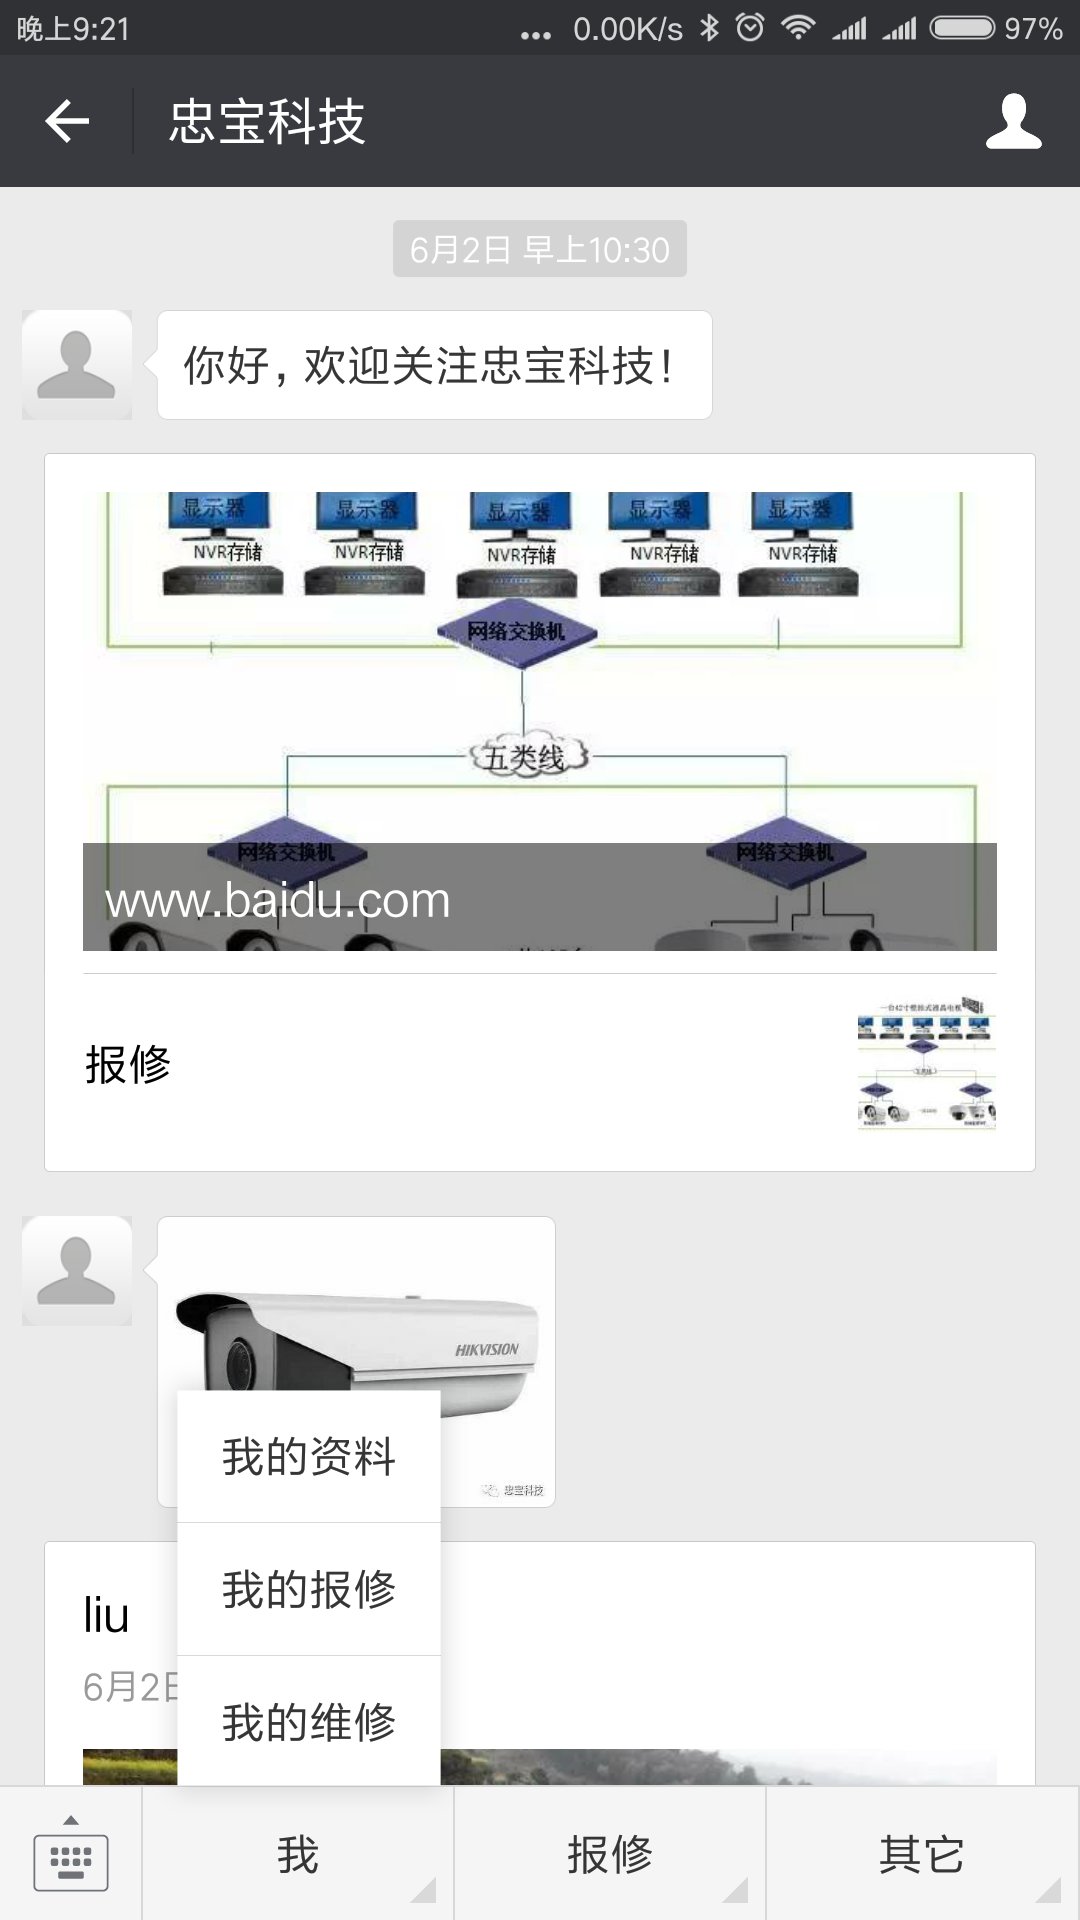 晚上9:21
... 0.00K/s 97%
忠宝科技
6月2日 早上10:30
你好，欢迎关注忠宝科技！
显示器 显示器 显示器 显示器 显示器
NVR存储 NVR存储 NVR存储 NVR存储 NVR存储
网络交换机
五类线
网络交换机 网络交换机
www.baidu.com
报修
HIKVISION
忠宝科技
我的资料
我的报修
我的维修
liu
6月2日
我 报修 其它